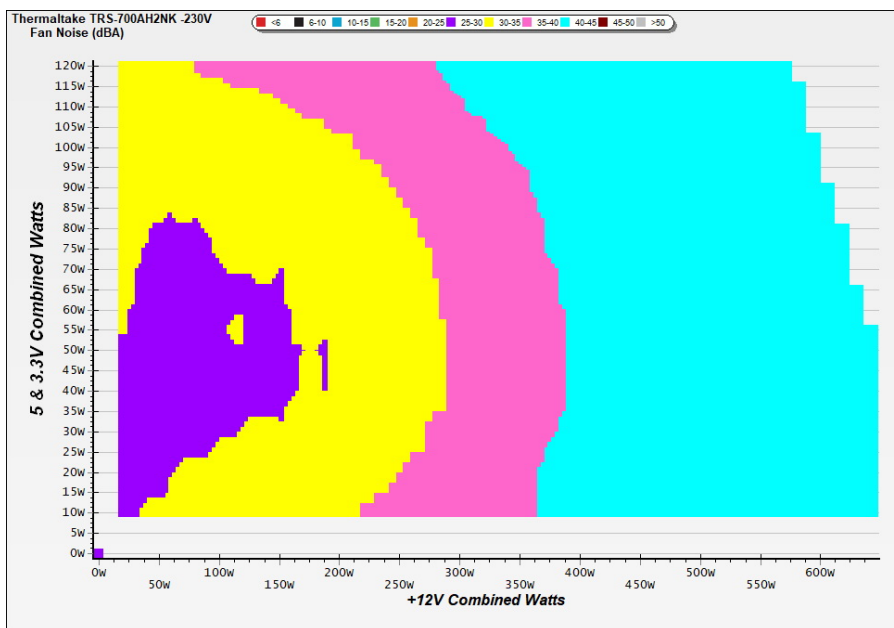 Thermaltake TRS-700AH2NK -230V
Fan Noise (dBA)
<6 6-10 10-15 15-20 20-25 25-30 30-35 35-40 40-45 45-50 >50
120W
115W
110W
105W
100W
95W
90W
85W
80W
75W
70W
65W
60W
55W
50W
45W
40W
35W
30W
25W
20W
15W
10W
5W
0W
5 & 3.3V Combined Watts
0W 100W 200W 300W 400W 500W 600W
50W 150W 250W 350W 450W 550W
+12V Combined Watts